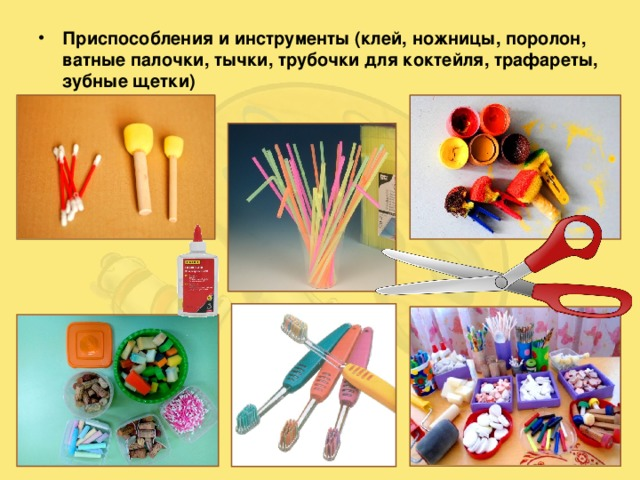 • Приспособления и инструменты (клей, ножницы, поролон,
ватные палочки, тычки, трубочки для коктейля, трафареты,
зубные щетки)